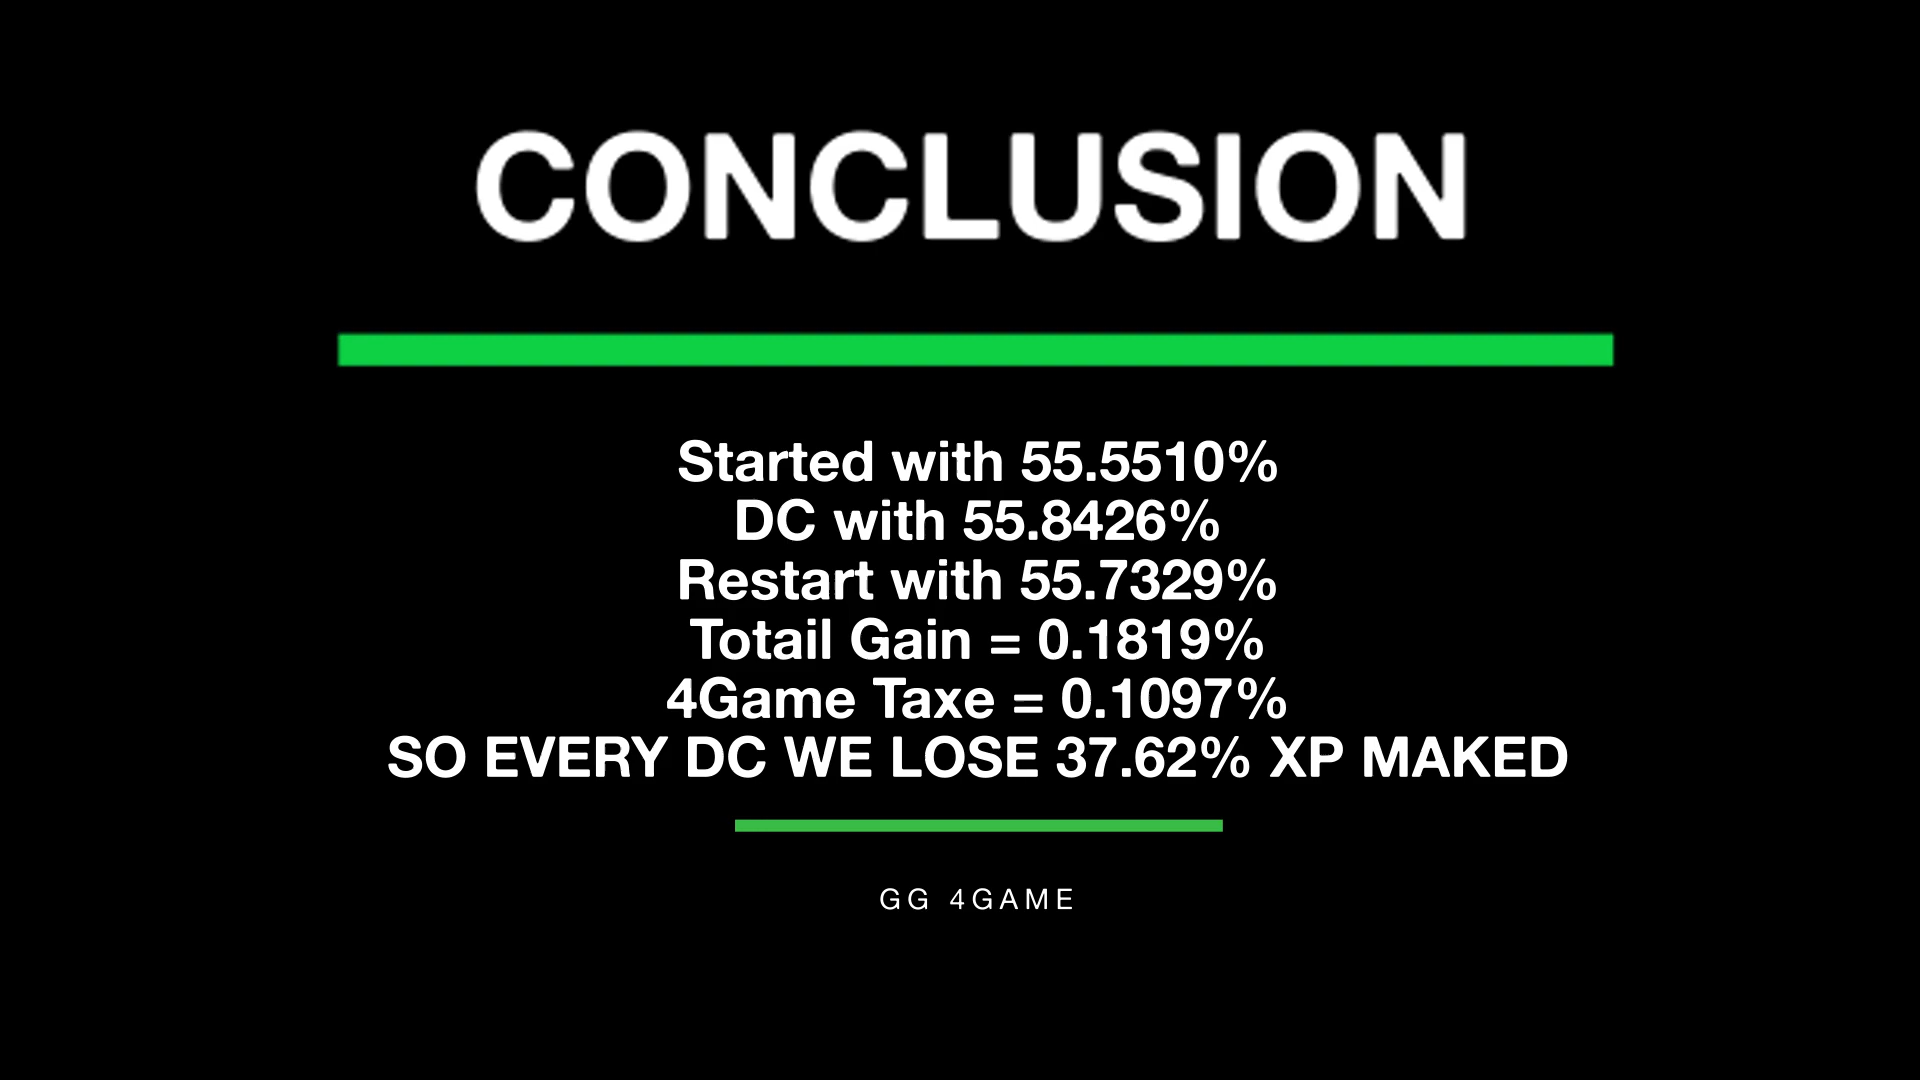 CONCLUSION
Started with 55.5510%
DC with 55.8426%
Restart with 55.7329%
Totail Gain = 0.1819%
4Game Taxe = 0.1097%
SO EVERY DC WE LOSE 37.62% XP MAKED
GG 4GAME